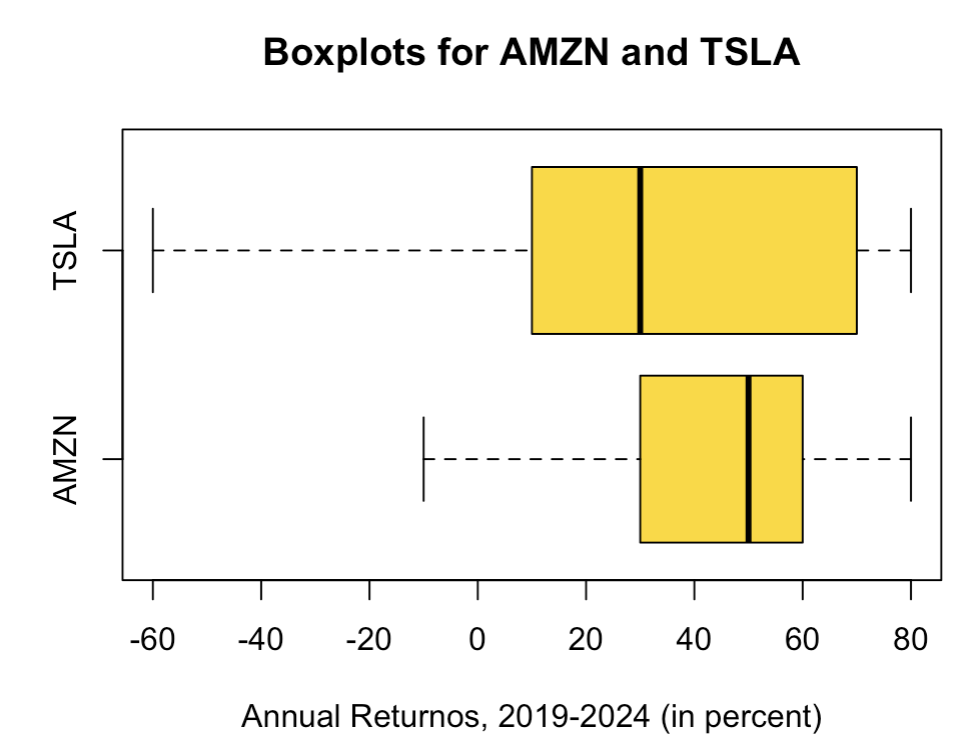 Boxplots for AMZN and TSLA
TSLA
AMZN
-60 -40 -20 0 20 40 60 80
Annual Returnos, 2019-2024 (in percent)